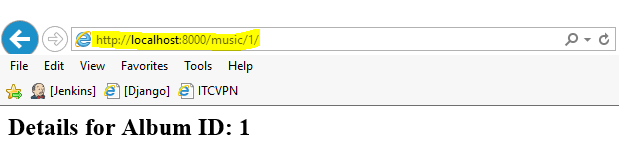 http://localhost:8000/music/1/
File Edit View Favorites Tools Help
[Jenkins] [Django] ITCVPN
Details for Album ID: 1